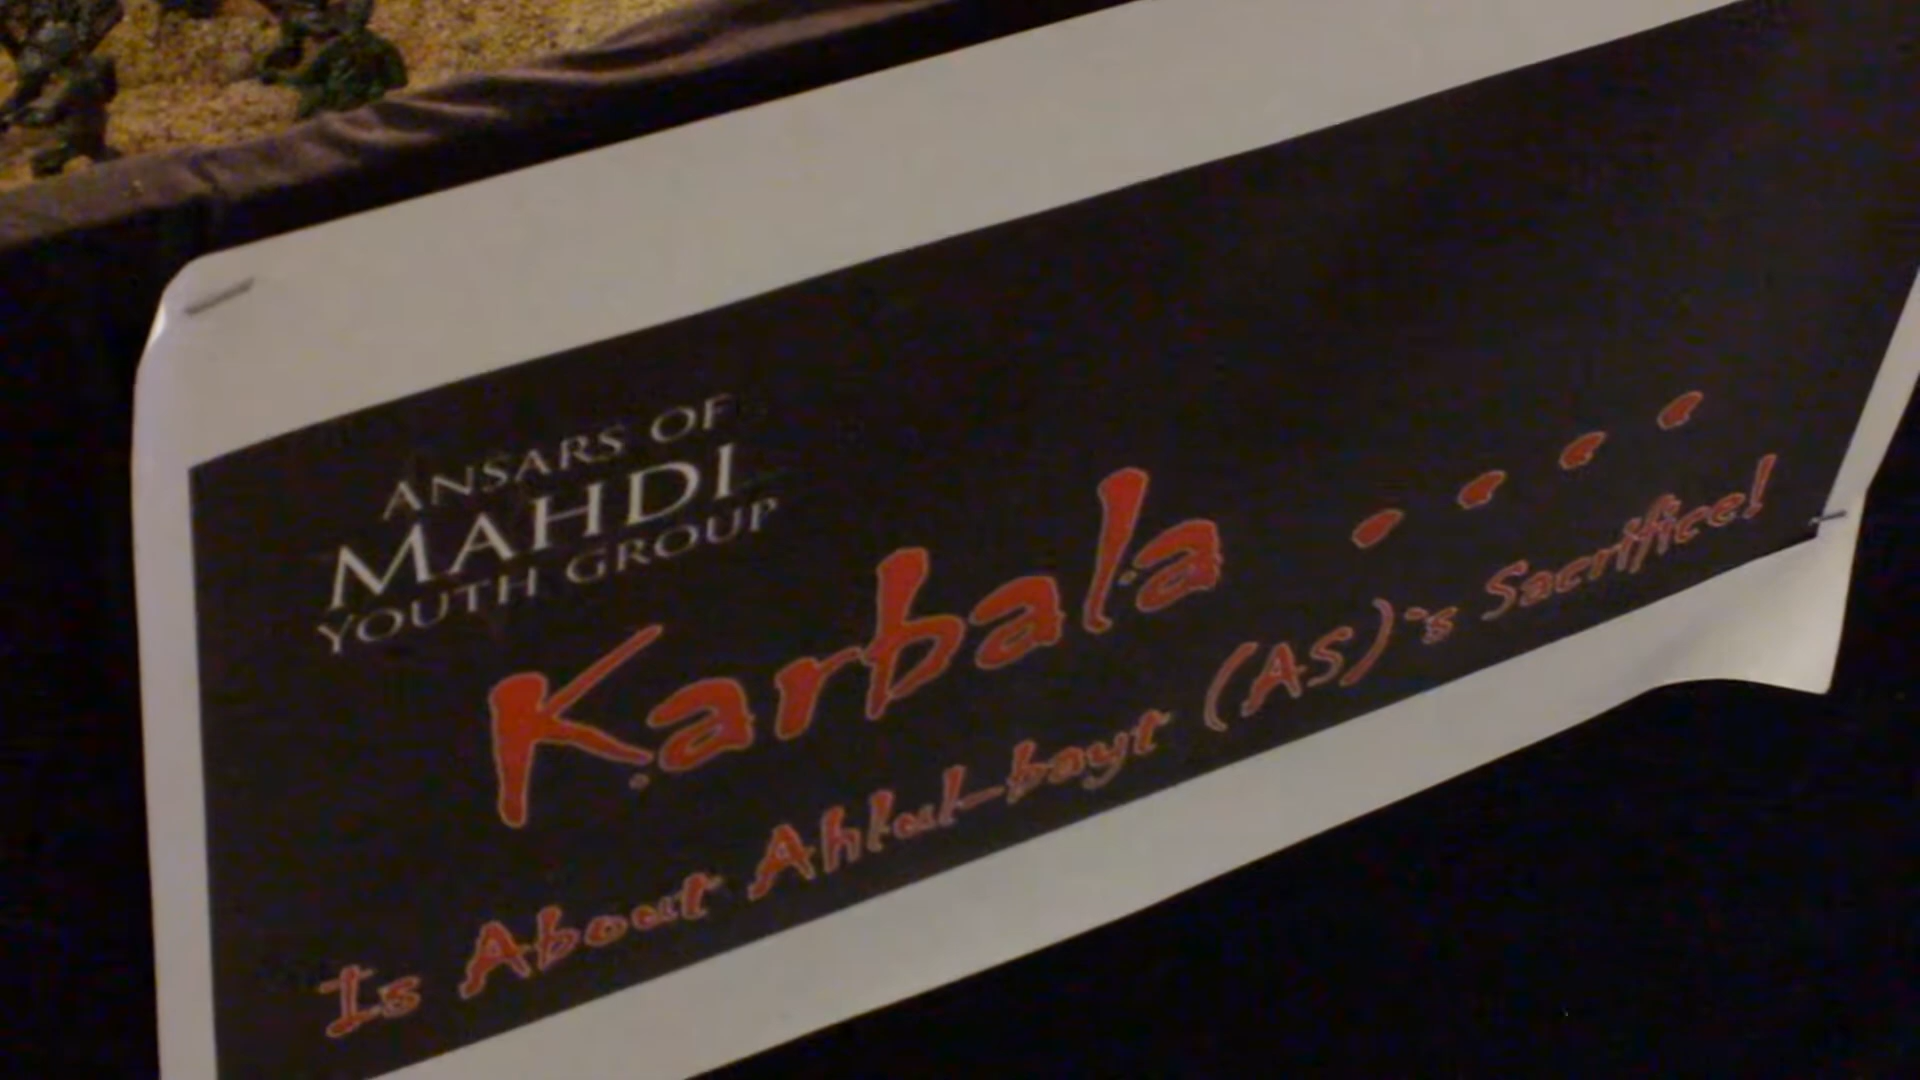 ANSARS OF
MAHDI
YOUTH GROUP
Karbala ....
Is About Ahlul-bayt (AS)'s Sacrifice!